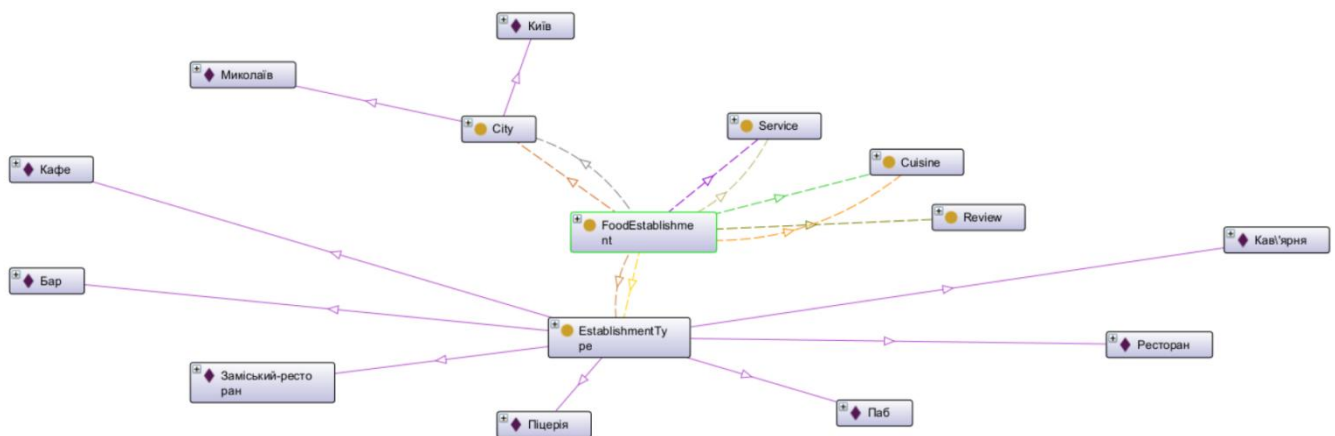 Київ
Миколаїв
City
Service
Cuisine
Кафе
FoodEstablishme
nt
Review
Кав\'ярня
Бар
EstablishmentTy
pe
Ресторан
Заміський-ресто
ран
Паб
Піцерія